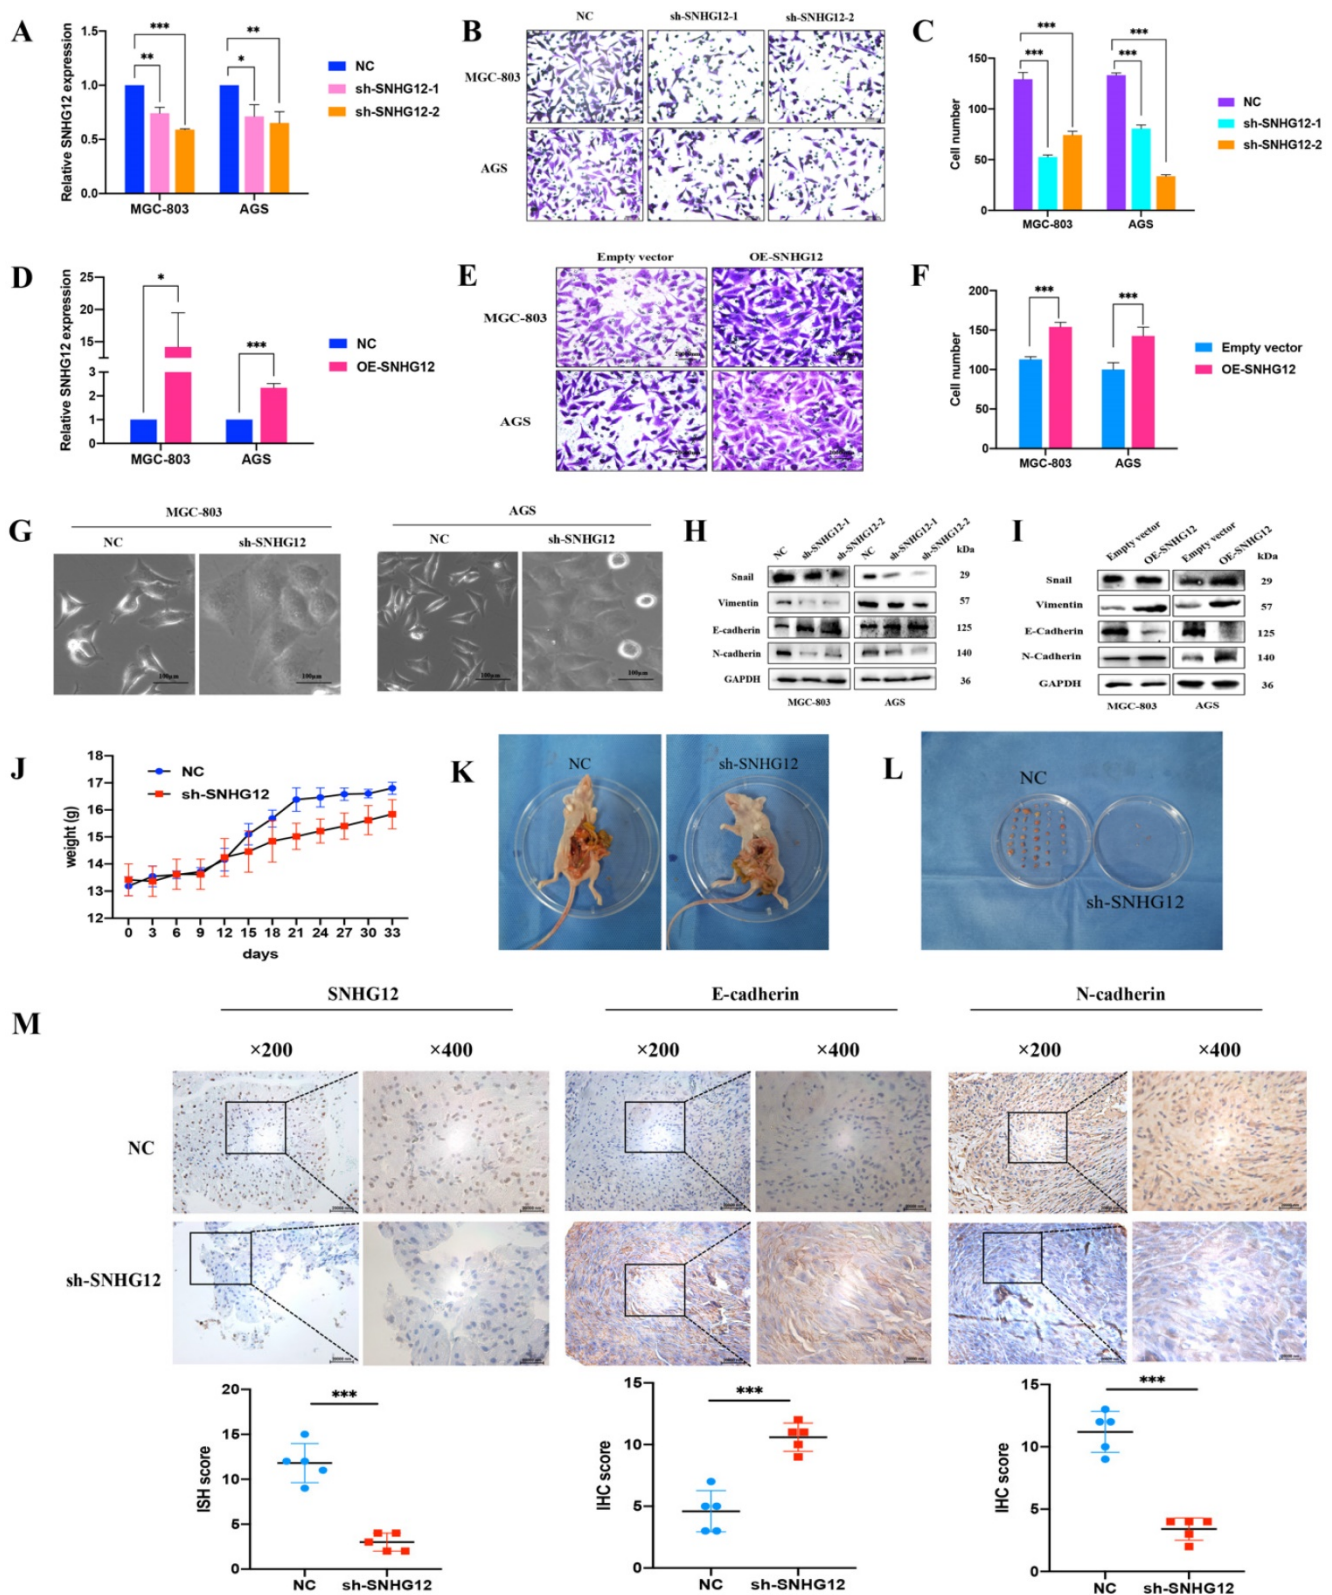 A
Relative SNHG12 expression
1.5
1.0
0.5
0.0
***
**
**
*
MGC-803
AGS
NC
sh-SNHG12-1
sh-SNHG12-2
B
NC
sh-SNHG12-1
sh-SNHG12-2
MGC-803
AGS
C
Cell number
150
100
50
0
***
***
***
***
MGC-803
AGS
NC
sh-SNHG12-1
sh-SNHG12-2
D
Relative SNHG12 expression
25
20
15
3
2
1
0
*
***
MGC-803
AGS
NC
OE-SNHG12
E
Empty vector
OE-SNHG12
MGC-803
AGS
F
Cell number
200
150
100
50
0
***
***
MGC-803
AGS
Empty vector
OE-SNHG12
G
MGC-803
AGS
NC
sh-SNHG12
NC
sh-SNHG12
100μm
100μm
100μm
100μm
H
NC
sh-SNHG12-1
sh-SNHG12-2
NC
sh-SNHG12-1
sh-SNHG12-2
kDa
Snail
29
Vimentin
57
E-cadherin
125
N-cadherin
140
GAPDH
36
MGC-803
AGS
I
Empty vector
OE-SNHG12
Empty vector
OE-SNHG12
kDa
Snail
29
Vimentin
57
E-Cadherin
125
N-Cadherin
140
GAPDH
36
MGC-803
AGS
J
weight (g)
18
17
16
15
14
13
12
NC
sh-SNHG12
0 3 6 9 12 15 18 21 24 27 30 33
days
K
NC
sh-SNHG12
L
NC
sh-SNHG12
M
SNHG12
E-cadherin
N-cadherin
×200
×400
×200
×400
×200
×400
NC
sh-SNHG12
ISH score
20
15
10
5
0
***
NC
sh-SNHG12
IHC score
15
10
5
0
***
NC
sh-SNHG12
IHC score
15
10
5
0
***
NC
sh-SNHG12